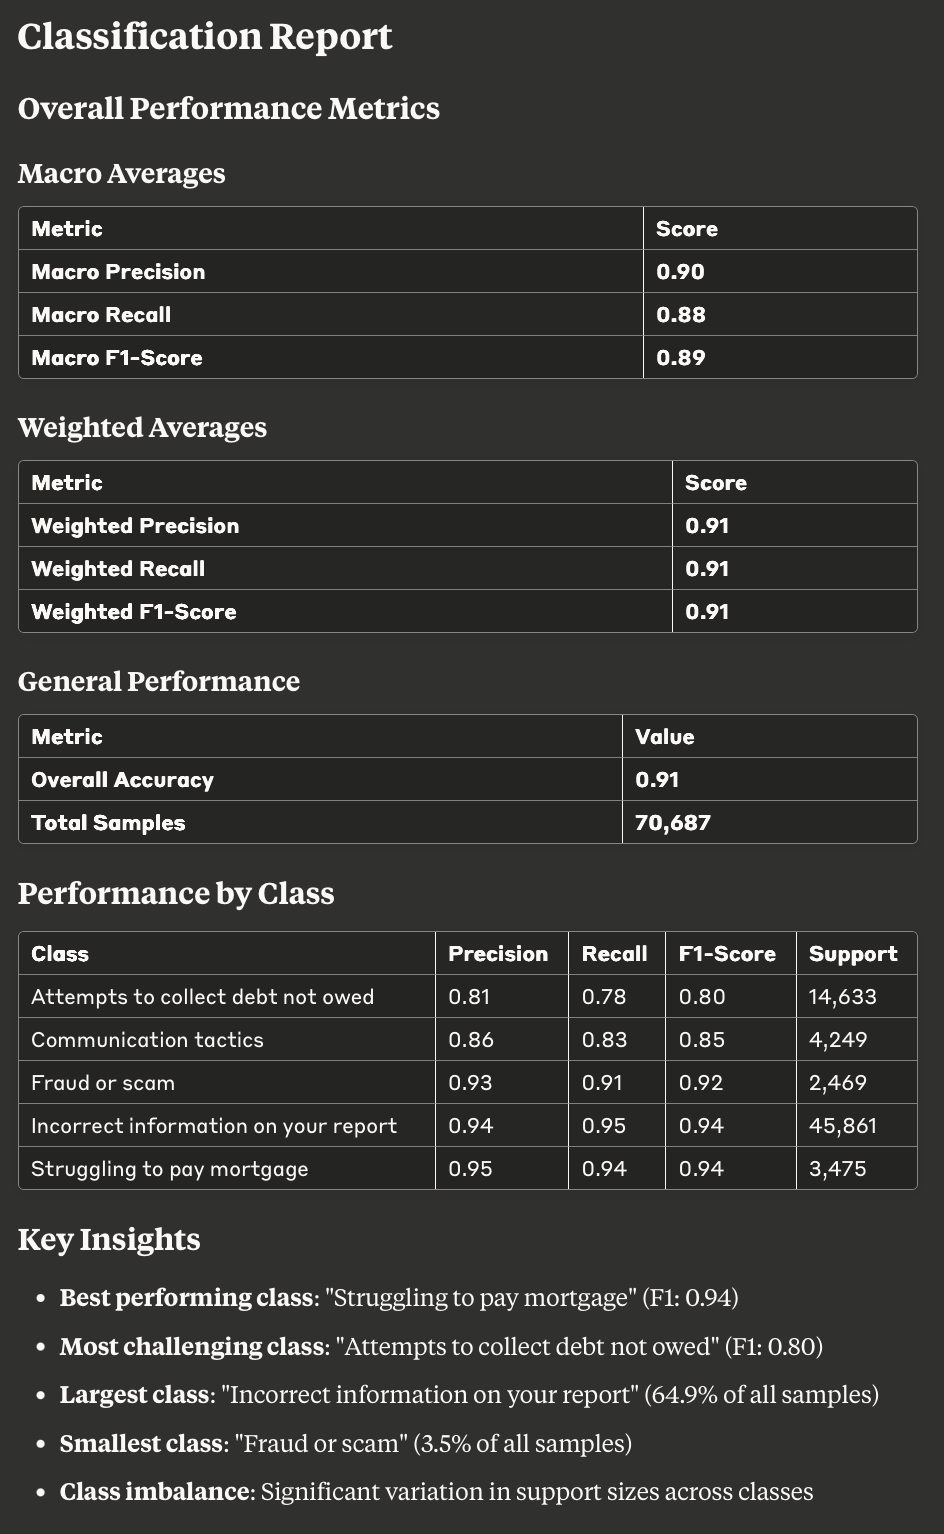 Classification Report
Overall Performance Metrics
Macro Averages
Metric Score
Macro Precision 0.90
Macro Recall 0.88
Macro F1-Score 0.89
Weighted Averages
Metric Score
Weighted Precision 0.91
Weighted Recall 0.91
Weighted F1-Score 0.91
General Performance
Metric Value
Overall Accuracy 0.91
Total Samples 70,687
Performance by Class
Class Precision Recall F1-Score Support
Attempts to collect debt not owed 0.81 0.78 0.80 14,633
Communication tactics 0.86 0.83 0.85 4,249
Fraud or scam 0.93 0.91 0.92 2,469
Incorrect information on your report 0.94 0.95 0.94 45,861
Struggling to pay mortgage 0.95 0.94 0.94 3,475
Key Insights
• Best performing class: "Struggling to pay mortgage" (F1: 0.94)
• Most challenging class: "Attempts to collect debt not owed" (F1: 0.80)
• Largest class: "Incorrect information on your report" (64.9% of all samples)
• Smallest class: "Fraud or scam" (3.5% of all samples)
• Class imbalance: Significant variation in support sizes across classes